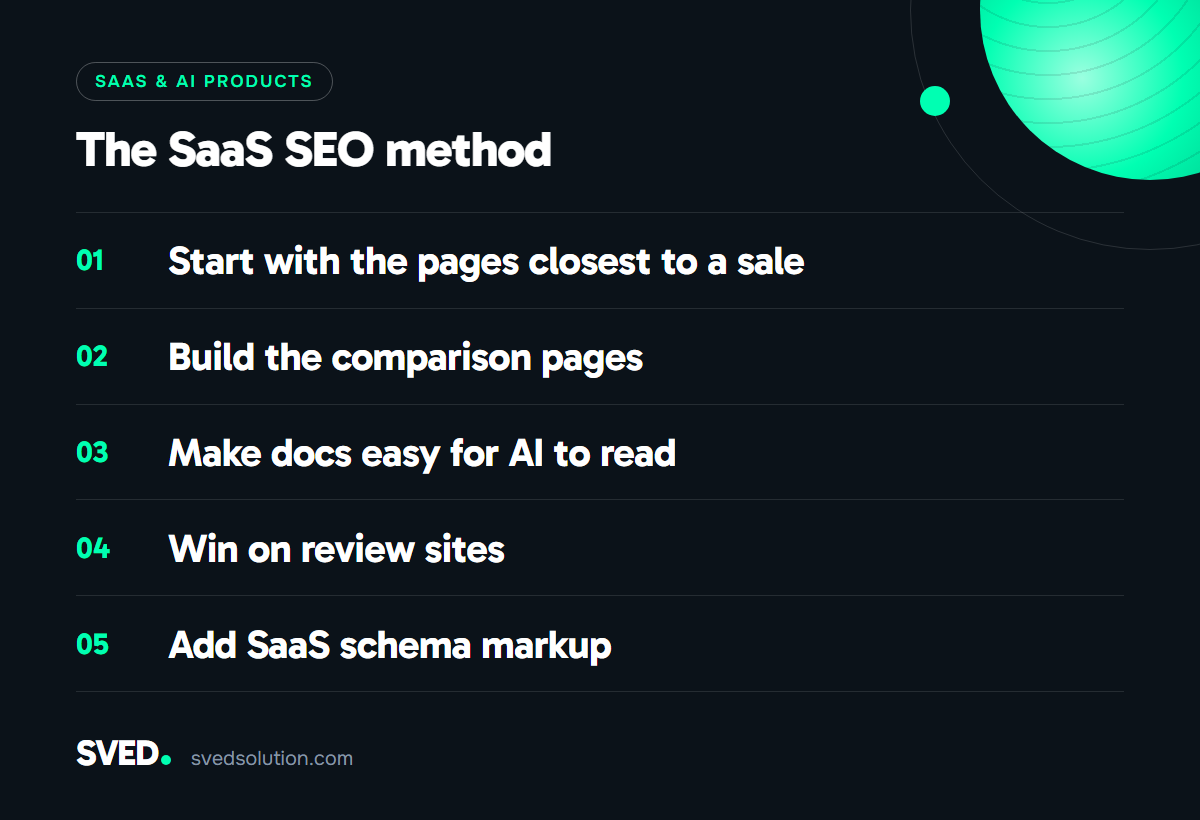 SAAS & AI PRODUCTS
The SaaS SEO method
01 Start with the pages closest to a sale
02 Build the comparison pages
03 Make docs easy for AI to read
04 Win on review sites
05 Add SaaS schema markup
SVED. svedsolution.com